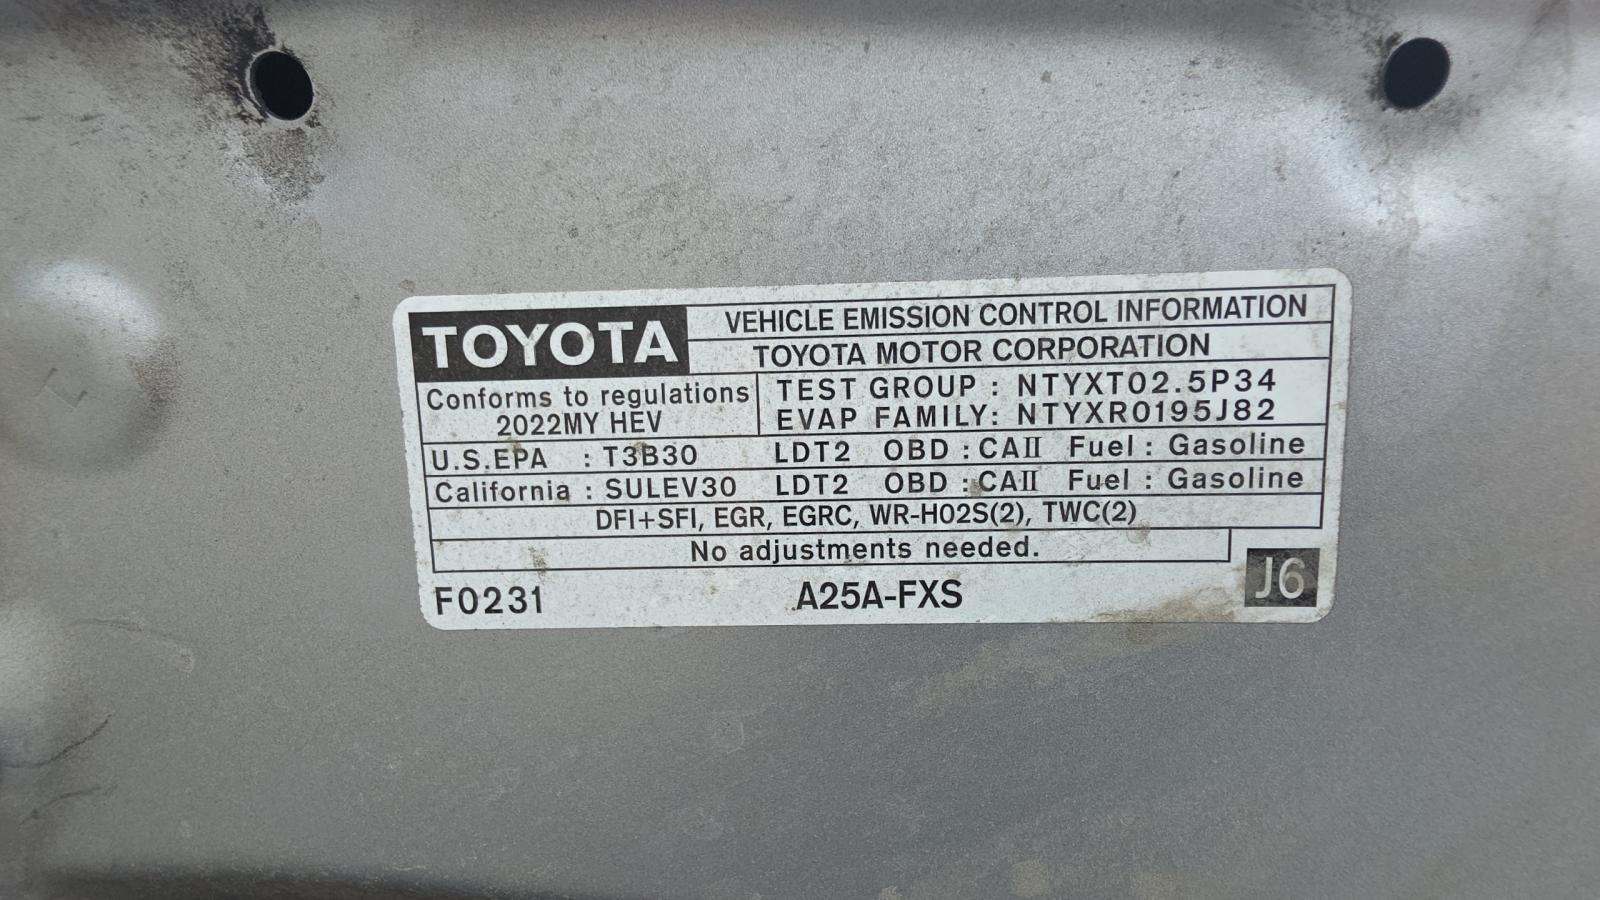 TOYOTA
VEHICLE EMISSION CONTROL INFORMATION
TOYOTA MOTOR CORPORATION
Conforms to regulations
2022MY HEV
TEST GROUP : NTYXT02.5P34
EVAP FAMILY: NTYXR0195J82
U.S.EPA : T3B30 LDT2 OBD : CAII Fuel : Gasoline
California : SULEV30 LDT2 OBD : CAII Fuel : Gasoline
DFI+SFI, EGR, EGRC, WR-HO2S(2), TWC(2)
No adjustments needed.
F0231 A25A-FXS J6